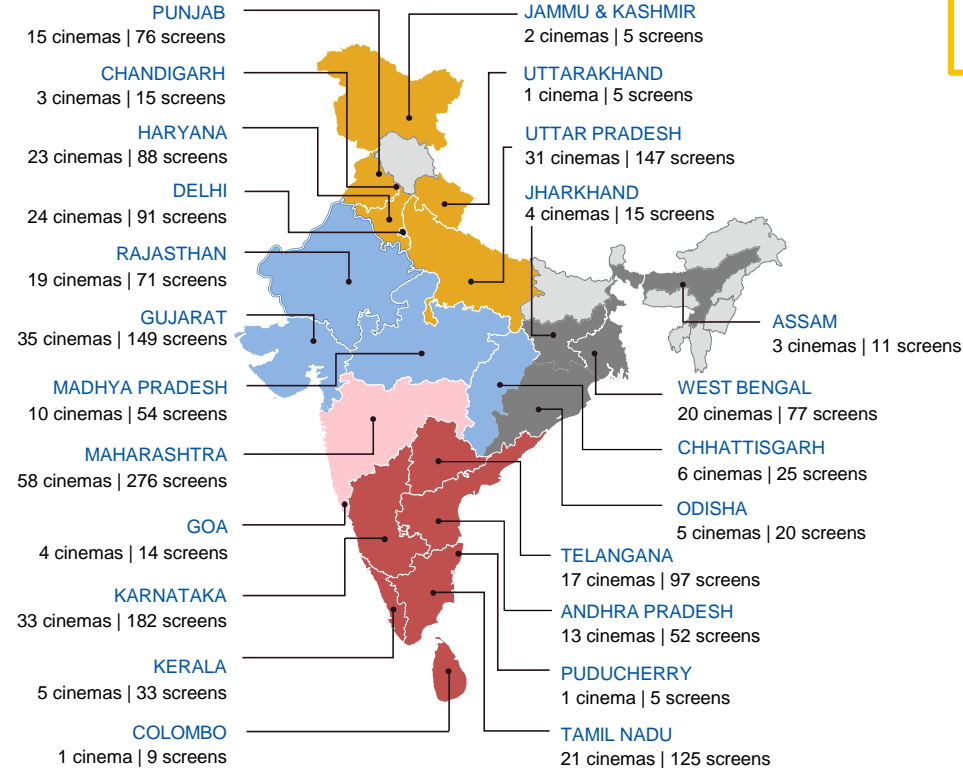 PUNJAB
15 cinemas | 76 screens
CHANDIGARH
3 cinemas | 15 screens
HARYANA
23 cinemas | 88 screens
DELHI
24 cinemas | 91 screens
RAJASTHAN
19 cinemas | 71 screens
GUJARAT
35 cinemas | 149 screens
MADHYA PRADESH
10 cinemas | 54 screens
MAHARASHTRA
58 cinemas | 276 screens
GOA
4 cinemas | 14 screens
KARNATAKA
33 cinemas | 182 screens
KERALA
5 cinemas | 33 screens
COLOMBO
1 cinema | 9 screens
JAMMU & KASHMIR
2 cinemas | 5 screens
UTTARAKHAND
1 cinema | 5 screens
UTTAR PRADESH
31 cinemas | 147 screens
JHARKHAND
4 cinemas | 15 screens
ASSAM
3 cinemas | 11 screens
WEST BENGAL
20 cinemas | 77 screens
CHHATTISGARH
6 cinemas | 25 screens
ODISHA
5 cinemas | 20 screens
TELANGANA
17 cinemas | 97 screens
ANDHRA PRADESH
13 cinemas | 52 screens
PUDUCHERRY
1 cinema | 5 screens
TAMIL NADU
21 cinemas | 125 screens